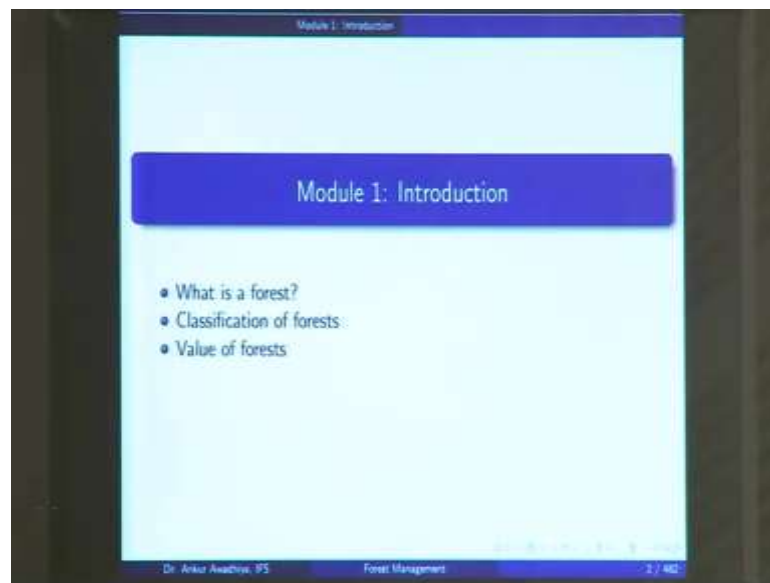 Module 1: Introduction
Module 1: Introduction
What is a forest?
Classification of forests
Value of forests
Dr. Ankur Awadhiya, IFS
Forest Management
2 / 482